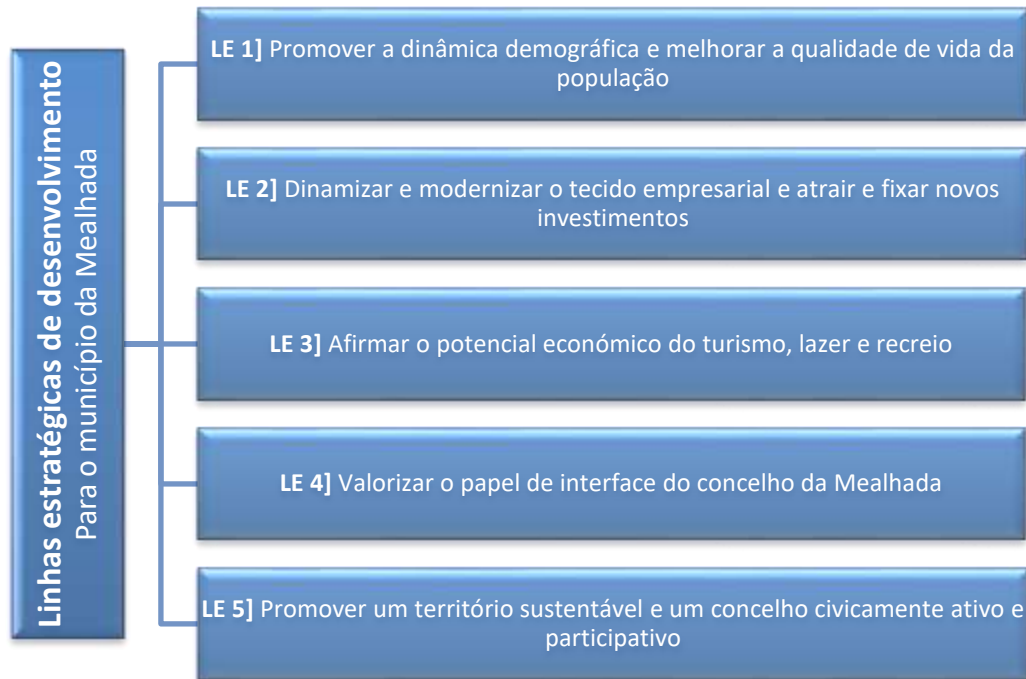 Linhas estratégicas de desenvolvimento
Para o município da Mealhada
LE 1] Promover a dinâmica demográfica e melhorar a qualidade de vida da
população
LE 2] Dinamizar e modernizar o tecido empresarial e atrair e fixar novos
investimentos
LE 3] Afirmar o potencial económico do turismo, lazer e recreio
LE 4] Valorizar o papel de interface do concelho da Mealhada
LE 5] Promover um território sustentável e um concelho civicamente ativo e
participativo